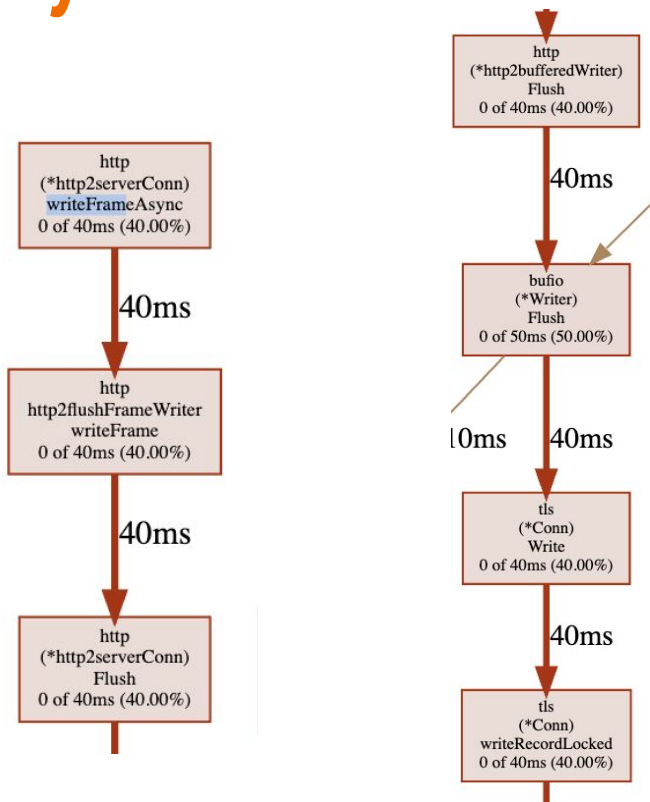 http
(*http2serverConn)
writeFrameAsync
0 of 40ms (40.00%)
40ms
http
http2flushFrameWriter
writeFrame
0 of 40ms (40.00%)
40ms
http
(*http2serverConn)
Flush
0 of 40ms (40.00%)
http
(*http2bufferedWriter)
Flush
0 of 40ms (40.00%)
40ms
bufio
(*Writer)
Flush
0 of 50ms (50.00%)
10ms
40ms
tls
(*Conn)
Write
0 of 40ms (40.00%)
40ms
tls
(*Conn)
writeRecordLocked
0 of 40ms (40.00%)